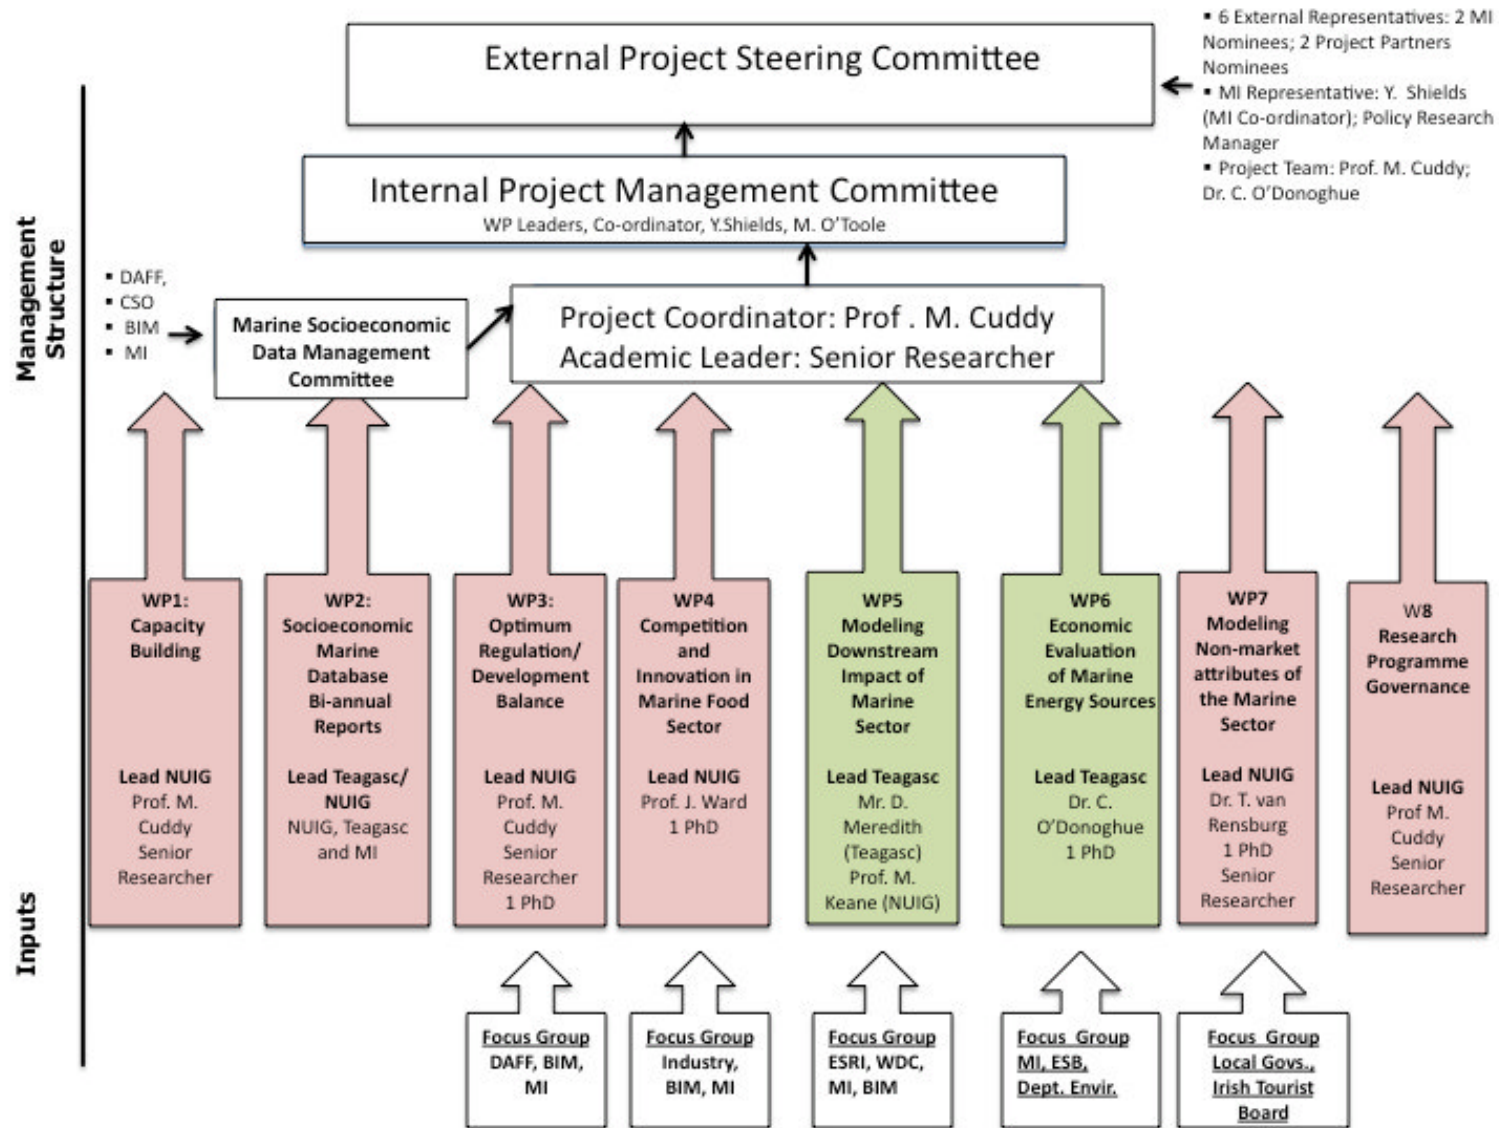 External Project Steering Committee
▪ 6 External Representatives: 2 MI
Nominees; 2 Project Partners
Nominees
▪ MI Representative: Y. Shields
(MI Co-ordinator); Policy Research
Manager
▪ Project Team: Prof. M. Cuddy;
Dr. C. O'Donoghue
Internal Project Management Committee
WP Leaders, Co-ordinator, Y.Shields, M. O'Toole
Management
Structure
▪ DAFF,
▪ CSO
▪ BIM
▪ MI
Marine Socioeconomic
Data Management
Committee
Project Coordinator: Prof . M. Cuddy
Academic Leader: Senior Researcher
WP1:
Capacity
Building
Lead NUIG
Prof. M.
Cuddy
Senior
Researcher
WP2:
Socioeconomic
Marine
Database
Bi-annual
Reports
Lead Teagasc/
NUIG
NUIG, Teagasc
and MI
WP3:
Optimum
Regulation/
Development
Balance
Lead NUIG
Prof. M.
Cuddy
Senior
Researcher
1 PhD
WP4
Competition
and
Innovation in
Marine Food
Sector
Lead NUIG
Prof. J. Ward
1 PhD
WP5
Modeling
Downstream
Impact of
Marine
Sector
Lead Teagasc
Mr. D.
Meredith
(Teagasc)
Prof. M.
Keane (NUIG)
WP6
Economic
Evaluation
of Marine
Energy Sources
Lead Teagasc
Dr. C.
O'Donoghue
1 PhD
WP7
Modeling
Non-market
attributes of
the Marine
Sector
Lead NUIG
Dr. T. van
Rensburg
1 PhD
Senior
Researcher
W8
Research
Programme
Governance
Lead NUIG
Prof M.
Cuddy
Senior
Researcher
Inputs
Focus Group
DAFF, BIM,
MI
Focus Group
Industry,
BIM, MI
Focus Group
ESRI, WDC,
MI, BIM
Focus Group
MI, ESB,
Dept. Envir.
Focus Group
Local Govs.,
Irish Tourist
Board